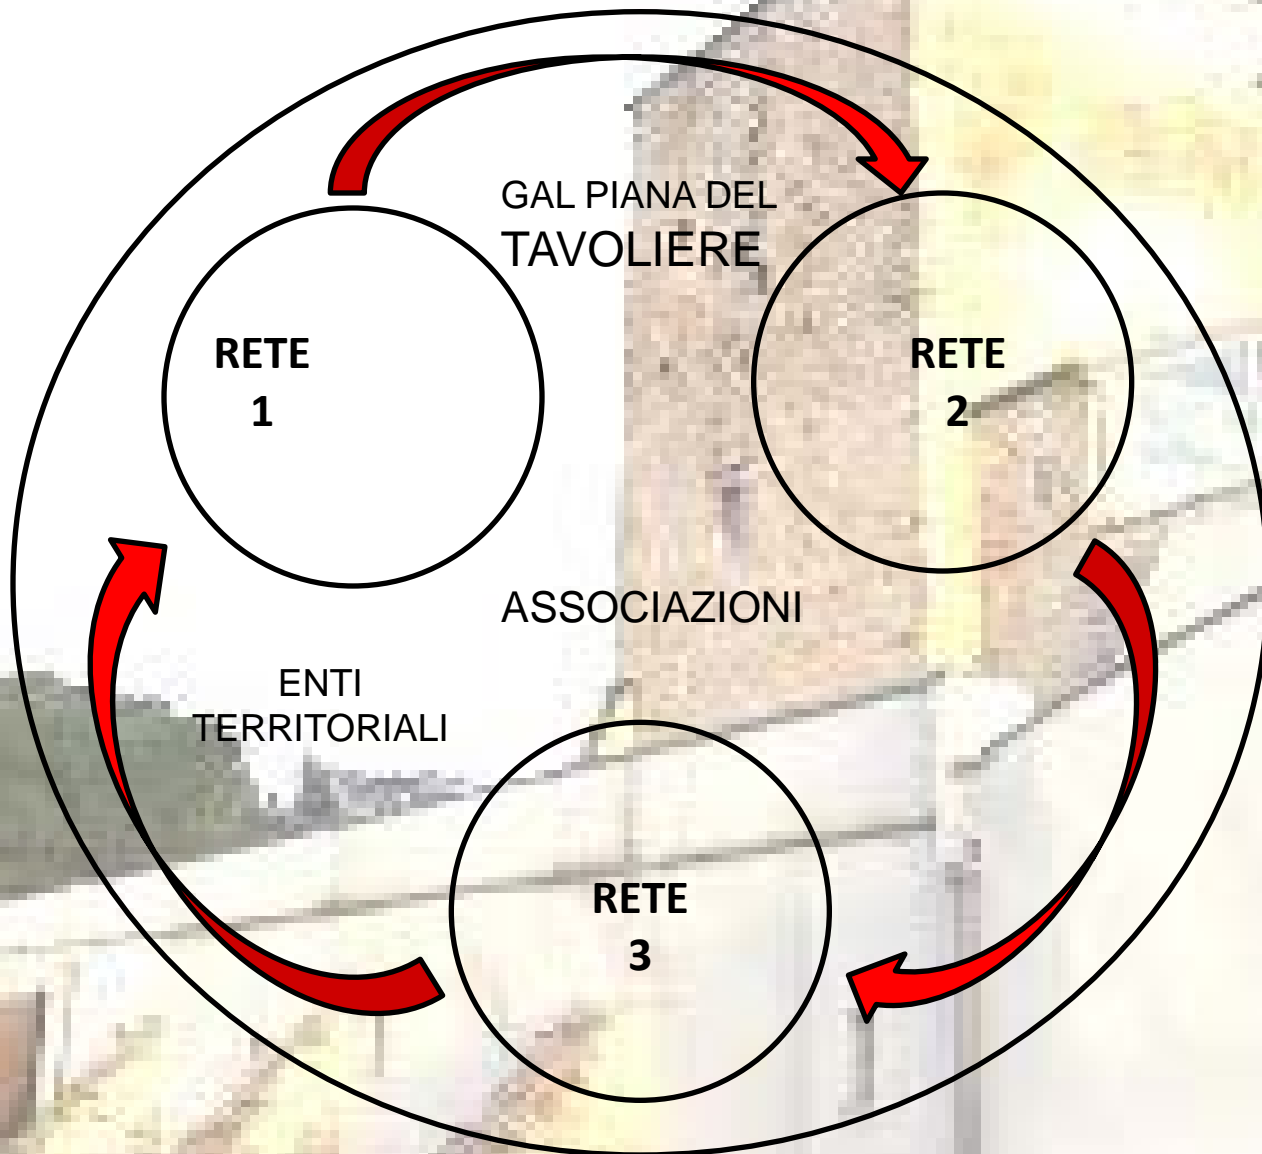 GAL PIANA DEL
TAVOLIERE
RETE
1
RETE
2
ASSOCIAZIONI
ENTI
TERRITORIALI
RETE
3